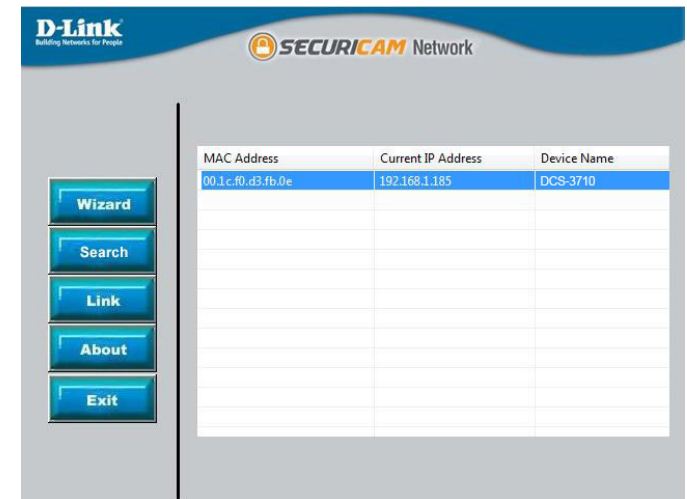 D-Link
Building Networks for People
SECURICAM Network
MAC Address Current IP Address Device Name
00.1c.f0.d3.fb.0e 192.168.1.185 DCS-3710
Wizard
Search
Link
About
Exit